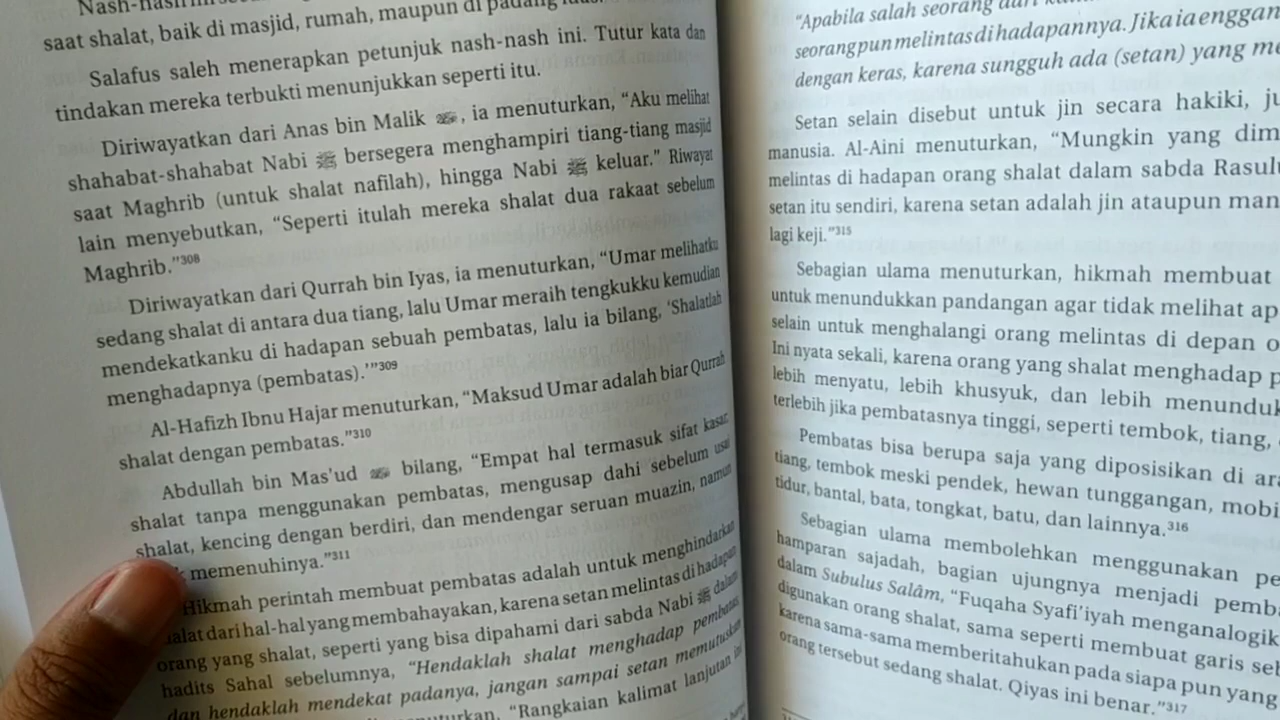 saat shalat, baik di masjid, rumah, maupun di padang
Salafus saleh menerapkan petunjuk nash-nash ini. Tutur kata dan
tindakan mereka terbukti menunjukkan seperti itu.
Diriwayatkan dari Anas bin Malik , ia menuturkan, “Aku melihat
shahabat-shahabat Nabi ﷺ bersegera menghampiri tiang-tiang masjid
saat Maghrib (untuk shalat nafilah), hingga Nabi ﷺ keluar.” Riwayat
lain menyebutkan, “Seperti itulah mereka shalat dua rakaat sebelum
Maghrib.”308
Diriwayatkan dari Qurrah bin Iyas, ia menuturkan, “Umar melihatku
sedang shalat di antara dua tiang, lalu Umar meraih tengkukku kemudian
mendekatkanku di hadapan sebuah pembatas, lalu ia bilang, ‘Shalatlah
menghadapnya (pembatas).’”309
Al-Hafizh Ibnu Hajar menuturkan, “Maksud Umar adalah biar Qurrah
shalat dengan pembatas.”310
Abdullah bin Mas'ud bilang, “Empat hal termasuk sifat kasar:
shalat tanpa menggunakan pembatas, mengusap dahi sebelum usai
shalat, kencing dengan berdiri, dan mendengar seruan muazin, namun
memenuhinya.”311
Hikmah perintah membuat pembatas adalah untuk menghindarkan
dari hal-hal yang membahayakan, karena setan melintas di hadapan
orang yang shalat, seperti yang bisa dipahami dari sabda Nabi ﷺ dalam
hadits Sahal sebelumnya, “Hendaklah shalat menghadap pembatas
dan hendaklah mendekat padanya, jangan sampai setan memutuskan
“Rangkaian kalimat lanjutan
“Apabila salah seorang
seorang pun melintas di hadapannya. Jika ia enggan
dengan keras, karena sungguh ada (setan) yang
Setan selain disebut untuk jin secara hakiki,
manusia. Al-Aini menuturkan, “Mungkin yang
melintas di hadapan orang shalat dalam sabda
setan itu sendiri, karena setan adalah jin ataupun
lagi keji.”315
Sebagian ulama menuturkan, hikmah membuat
untuk menundukkan pandangan agar tidak melihat
selain untuk menghalangi orang melintas di depan
Ini nyata sekali, karena orang yang shalat menghadap
lebih menyatu, lebih khusyuk, dan lebih
terlebih jika pembatasnya tinggi, seperti tembok, tiang,
Pembatas bisa berupa saja yang diposisikan di
tiang, tembok meski pendek, hewan tunggangan,
tidur, bantal, bata, tongkat, batu, dan lainnya.316
Sebagian ulama membolehkan menggunakan
hamparan sajadah, bagian ujungnya menjadi
dalam Subulus Salâm, “Fuqaha Syafi'iyah
digunakan orang shalat, sama seperti membuat garis
karena sama-sama memberitahukan pada siapa pun yang
orang tersebut sedang shalat. Qiyas ini benar.”317